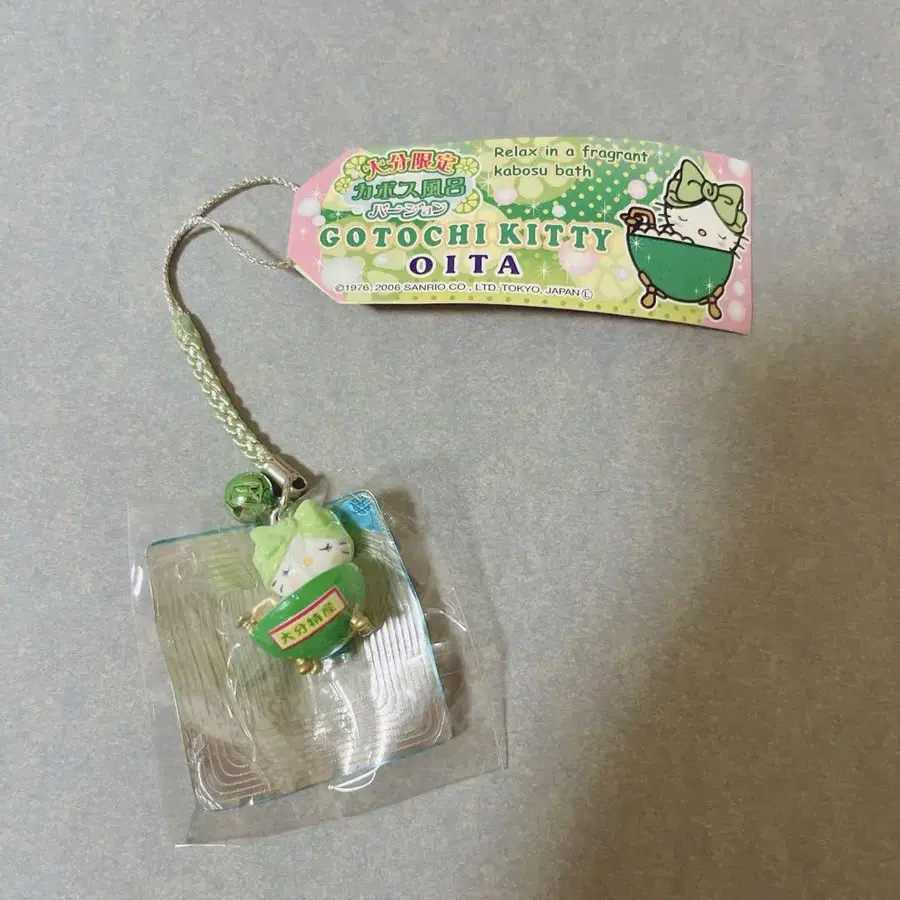 大分限定
カボス風呂
バージョン
Relax in a fragrant
kabosu bath
GOTOCHI KITTY
OITA
©1976, 2006 SANRIO CO., LTD. TOKYO, JAPAN Ⓛ
大分特産